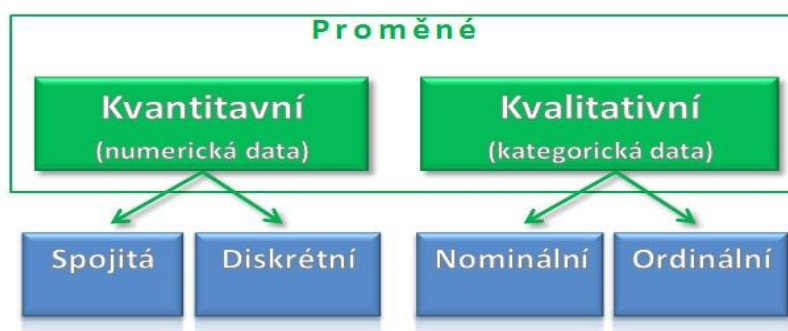 Proměné
Kvantitavní
(numerická data)
Kvalitativní
(kategorická data)
Spojitá
Diskrétní
Nominální
Ordinální